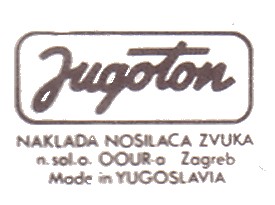 Jugoton
NAKLADA NOSILACA ZVUKA
n.sol.o. OOUR-a Zagreb
Made in YUGOSLAVIA